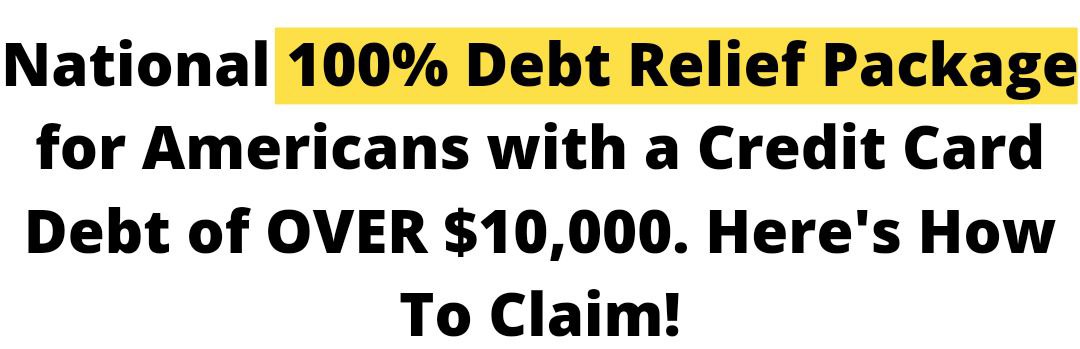 National 100% Debt Relief Package
for Americans with a Credit Card
Debt of OVER $10,000. Here's How
To Claim!